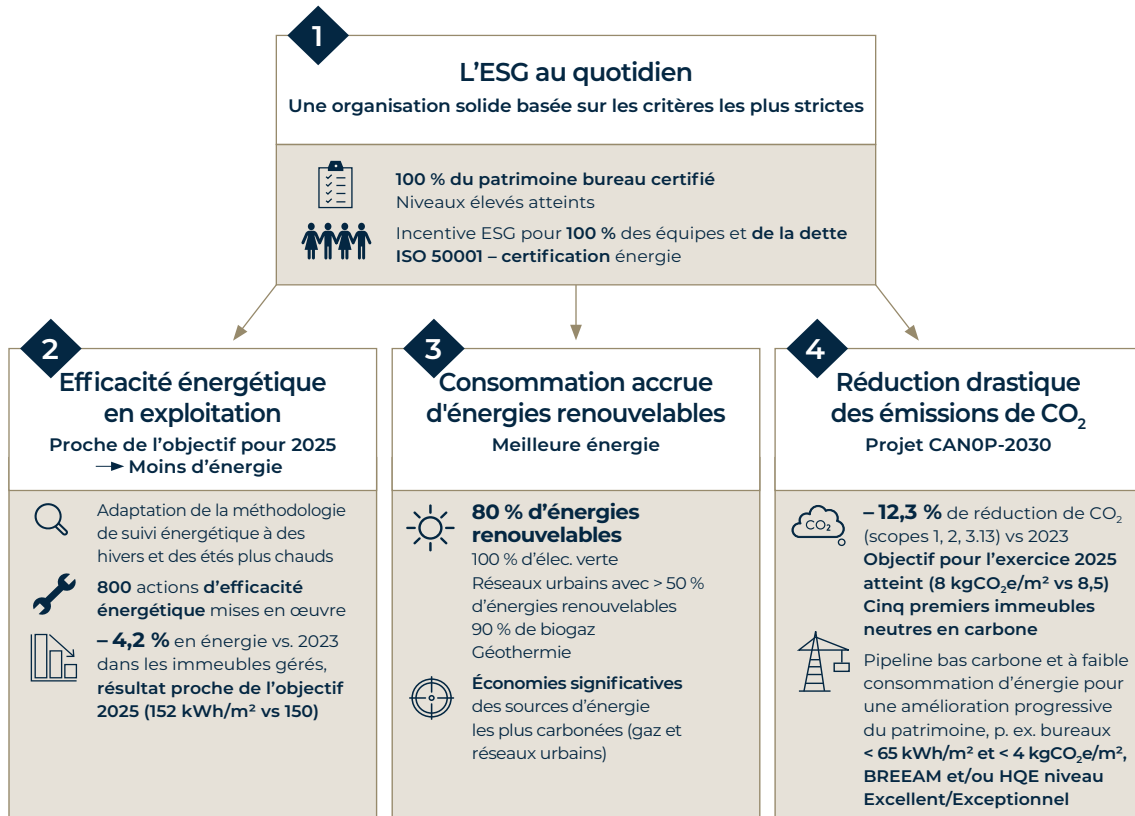 1
L'ESG au quotidien
Une organisation solide basée sur les critères les plus strictes
100 % du patrimoine bureau certifié
Niveaux élevés atteints
Incentive ESG pour 100 % des équipes et de la dette
ISO 50001 – certification énergie
2
Efficacité énergétique
en exploitation
Proche de l'objectif pour 2025
→ Moins d'énergie
Adaptation de la méthodologie
de suivi énergétique à des
hivers et des étés plus chauds
800 actions d'efficacité
énergétique mises en œuvre
– 4,2 % en énergie vs. 2023
dans les immeubles gérés,
résultat proche de l'objectif
2025 (152 kWh/m² vs 150)
3
Consommation accrue
d'énergies renouvelables
Meilleure énergie
80 % d'énergies
renouvelables
100 % d'élec. verte
Réseaux urbains avec > 50 %
d'énergies renouvelables
90 % de biogaz
Géothermie
Économies significatives
des sources d'énergie
les plus carbonées (gaz et
réseaux urbains)
4
Réduction drastique
des émissions de CO₂
Projet CAN0P-2030
CO₂
– 12,3 % de réduction de CO₂
(scopes 1, 2, 3.13) vs 2023
Objectif pour l'exercice 2025
atteint (8 kgCO₂e/m² vs 8,5)
Cinq premiers immeubles
neutres en carbone
Pipeline bas carbone et à faible
consommation d'énergie pour
une amélioration progressive
du patrimoine, p. ex. bureaux
< 65 kWh/m² et < 4 kgCO₂e/m²,
BREEAM et/ou HQE niveau
Excellent/Exceptionnel